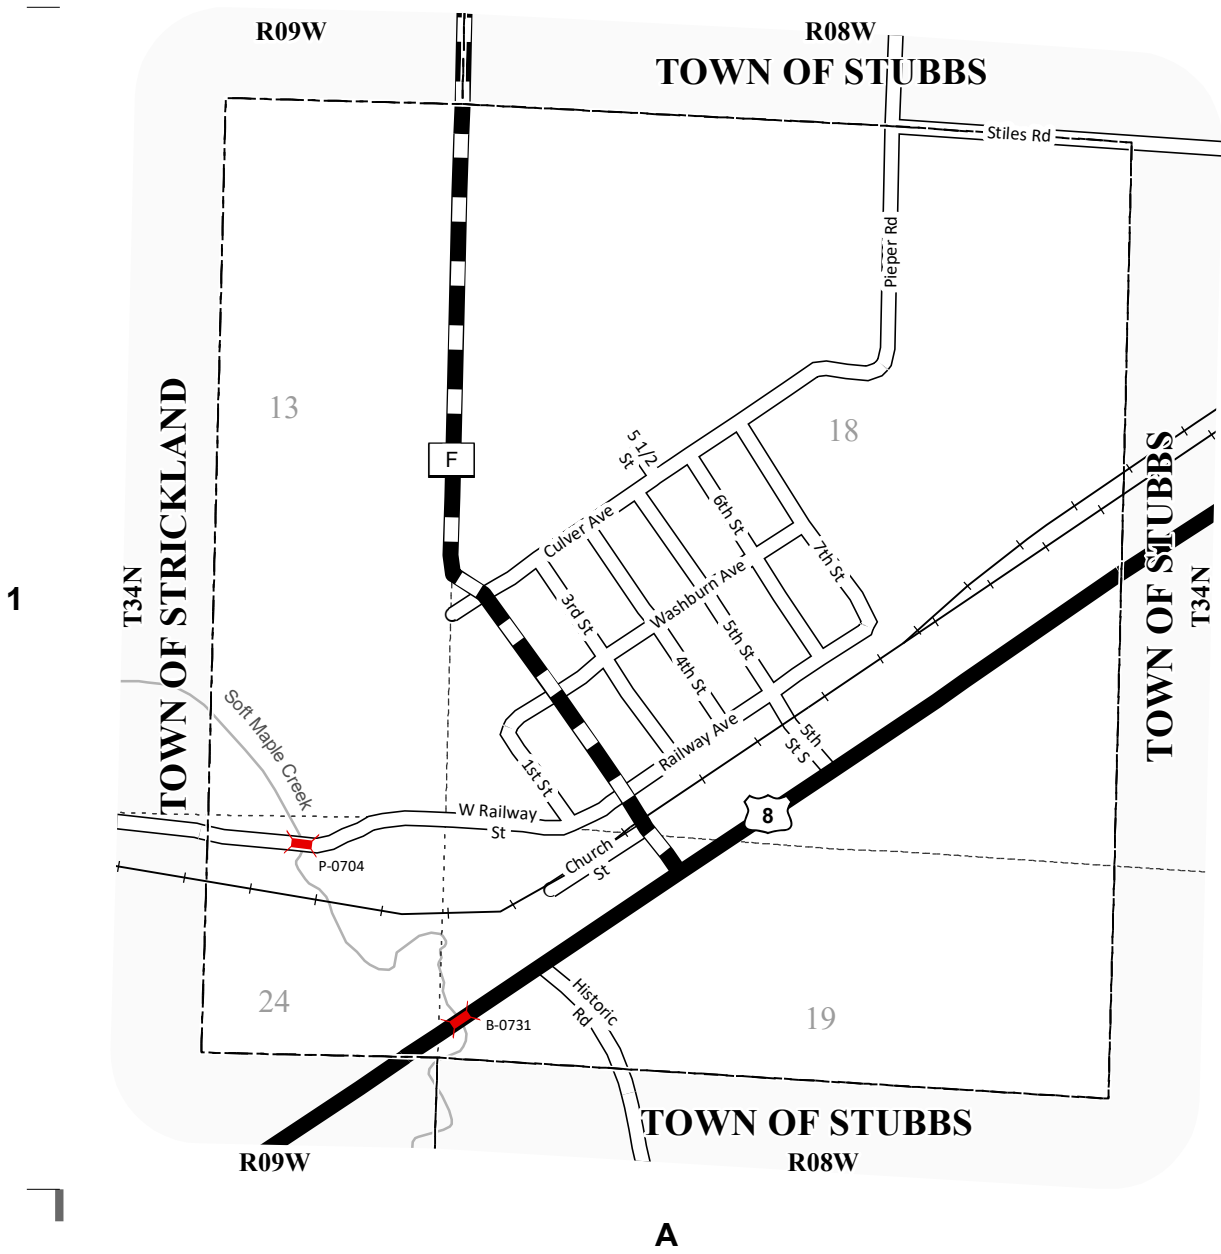 R09W
R08W
TOWN OF STUBBS
Stiles Rd
Pieper Rd
13
18
TOWN OF STRICKLAND
TOWN OF STUBBS
F
5 1/2
St
Culver Ave
6th St
7th St
Washburn Ave
3rd St
5th St
4th St
T34N
T34N
1
Soft Maple Creek
Railway Ave
5th
St S
1st St
W Railway
St
8
Church
St
P-0704
Historic
Rd
24
19
B-0731
TOWN OF STUBBS
R09W
R08W
A